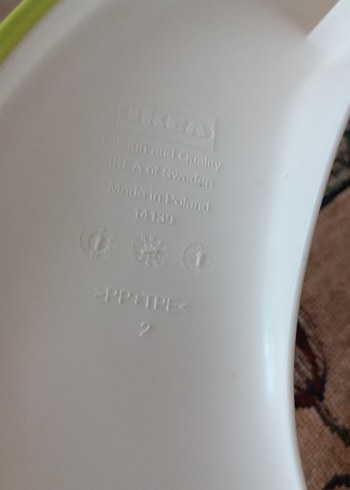 IKEA
Design and Quality
IKEA of Sweden
Made in Poland
14139
>PP+TPE<
2